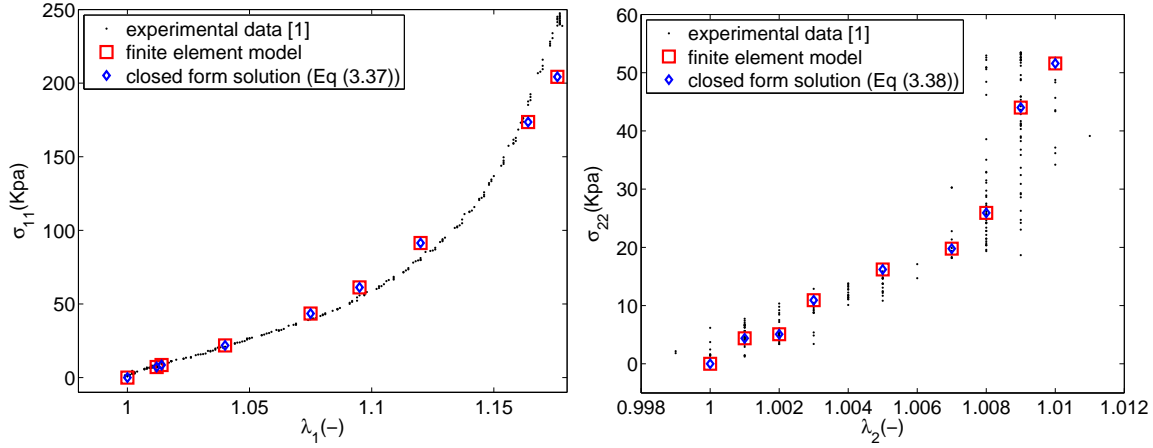 250
200
150
100
50
0
σ11(Kpa)
experimental data [1]
finite element model
closed form solution (Eq (3.37))
1
1.05
1.1
1.15
λ1(−)
60
50
40
30
20
10
0
σ22(Kpa)
experimental data [1]
finite element model
closed form solution (Eq (3.38))
0.998
1
1.002
1.004
1.006
1.008
1.01
1.012
λ2(−)